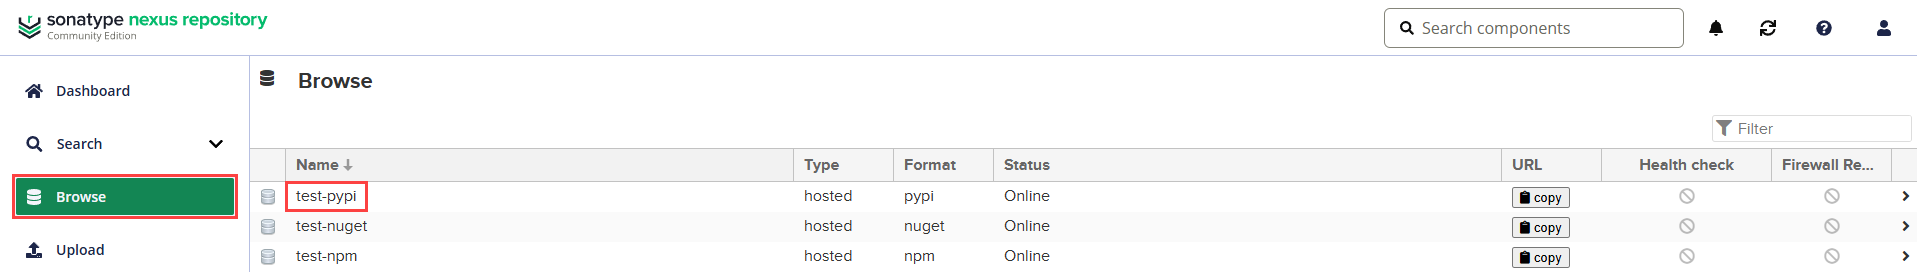 sonatype nexus repository
Community Edition
Search components
Dashboard
Search
Browse
Upload
Browse
Filter
Name Type Format Status URL Health check Firewall Re...
test-pypi hosted pypi Online copy
test-nuget hosted nuget Online copy
test-npm hosted npm Online copy